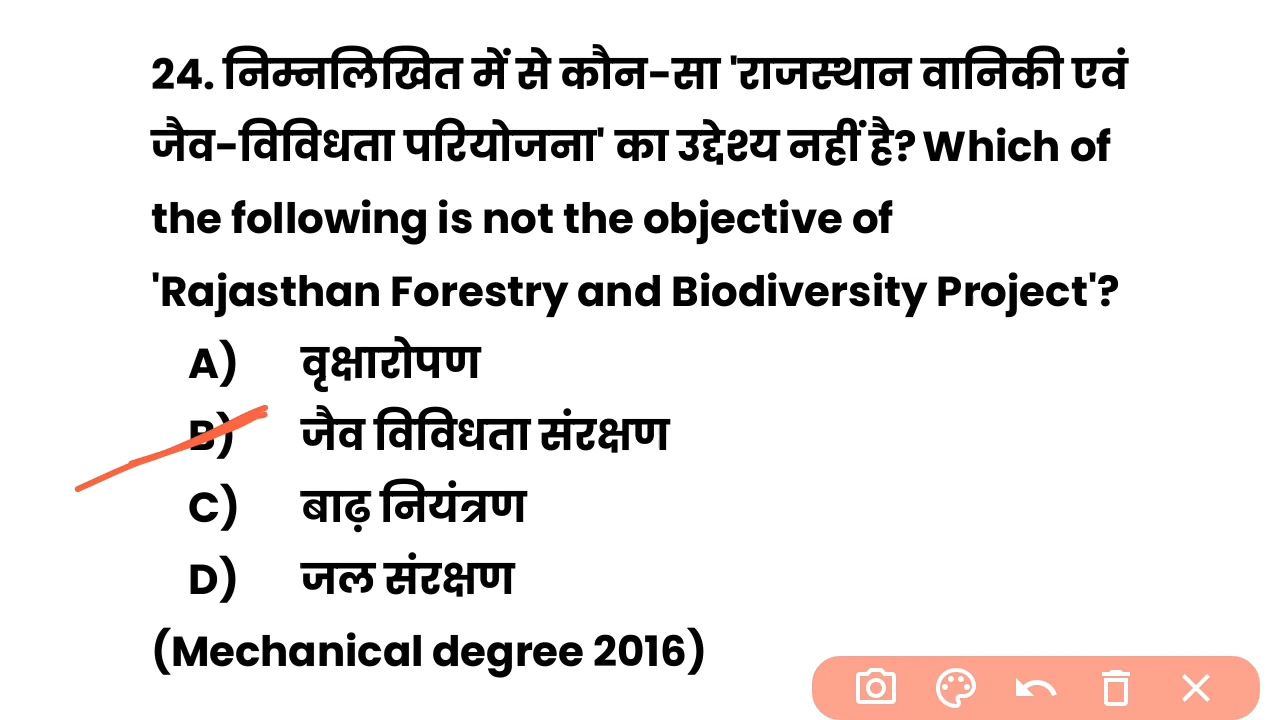 24. निम्नलिखित में से कौन-सा 'राजस्थान वानिकी एवं
जैव-विविधता परियोजना' का उद्देश्य नहीं है? Which of
the following is not the objective of
'Rajasthan Forestry and Biodiversity Project'?
A) वृक्षारोपण
B) जैव विविधता संरक्षण
C) बाढ़ नियंत्रण
D) जल संरक्षण
(Mechanical degree 2016)